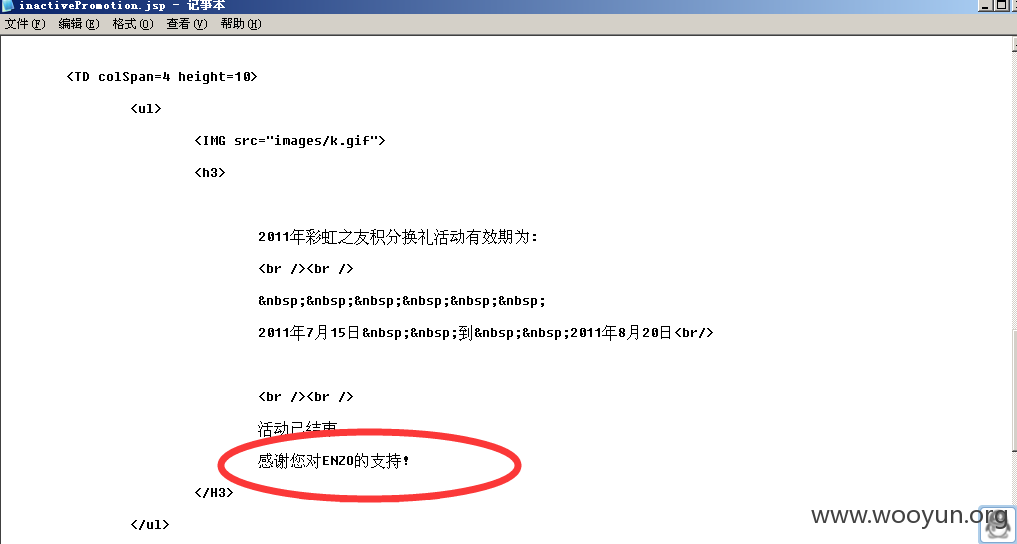 inactivePromotion.jsp - 记事本
文件(F) 编辑(E) 格式(O) 查看(V) 帮助(H)
<TD colSpan=4 height=10>
<ul>
<IMG src="images/k.gif">
<h3>
2011年彩虹之友积分换礼活动有效期为:
<br /><br />
&nbsp;&nbsp;&nbsp;&nbsp;&nbsp;&nbsp;
2011年7月15日&nbsp;&nbsp;到&nbsp;&nbsp;2011年8月20日<br/>
<br /><br />
活动已结束
感谢您对ENZO的支持!
</H3>
</ul>
www.wooyun.org